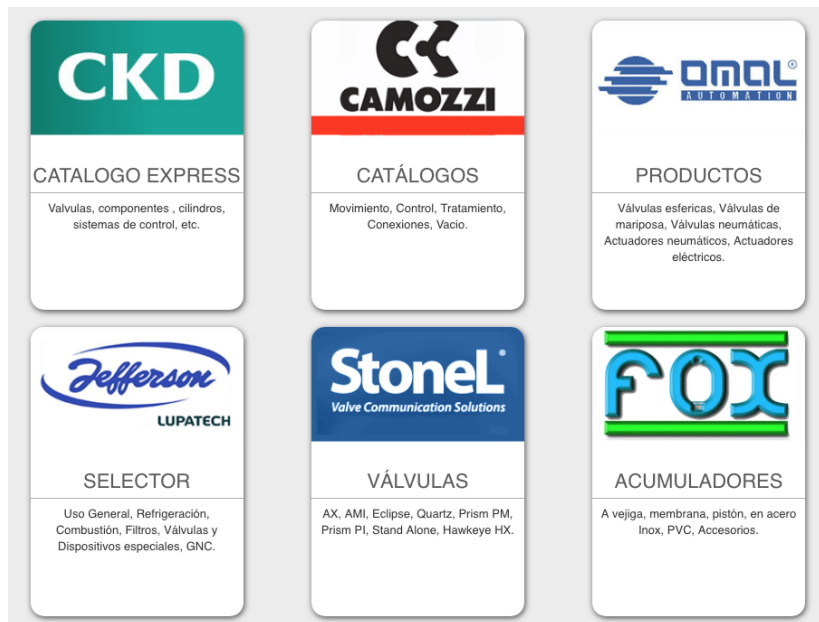 CKD
CATALOGO EXPRESS
Valvulas, componentes , cilindros,
sistemas de control, etc.
CAMOZZI
CATÁLOGOS
Movimiento, Control, Tratamiento,
Conexiones, Vacio.
OMAL®
AUTOMATION
PRODUCTOS
Válvulas esfericas, Válvulas de
mariposa, Válvulas neumáticas,
Actuadores neumáticos, Actuadores
eléctricos.
Jefferson
LUPATECH
SELECTOR
Uso General, Refrigeración,
Combustión, Filtros, Válvulas y
Dispositivos especiales, GNC.
StoneL
Valve Communication Solutions
VÁLVULAS
AX, AMI, Eclipse, Quartz, Prism PM,
Prism PI, Stand Alone, Hawkeye HX.
FOX
ACUMULADORES
A vejiga, membrana, pistón, en acero
Inox, PVC, Accesorios.